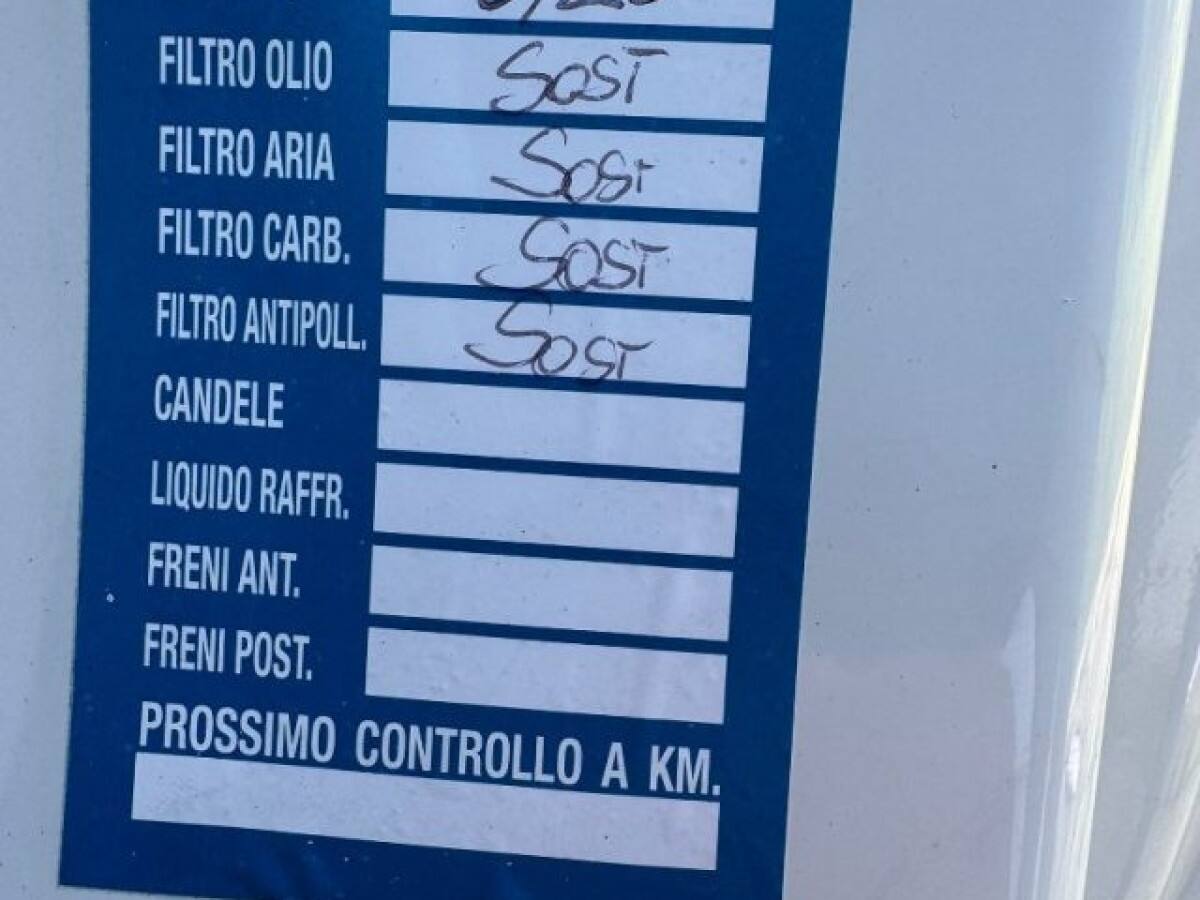 FILTRO OLIO SOST
FILTRO ARIA SOST
FILTRO CARB. SOST
FILTRO ANTIPOLL. SOST
CANDELE
LIQUIDO RAFFR.
FRENI ANT.
FRENI POST.
PROSSIMO CONTROLLO A KM.